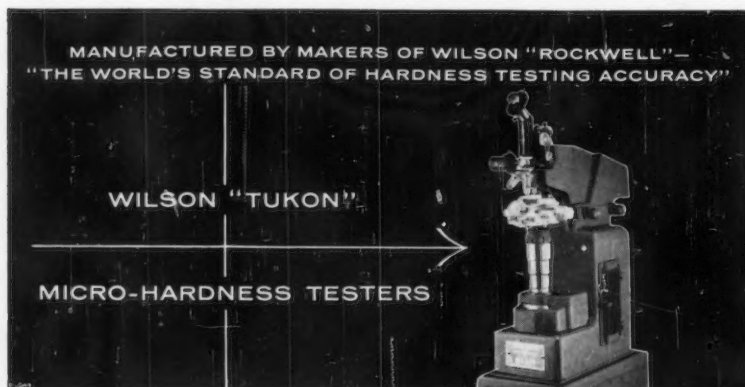 MANUFACTURED BY MAKERS OF WILSON "ROCKWELL"—
"THE WORLD'S STANDARD OF HARDNESS TESTING ACCURACY"
WILSON "TUKON"
MICRO-HARDNESS TESTERS